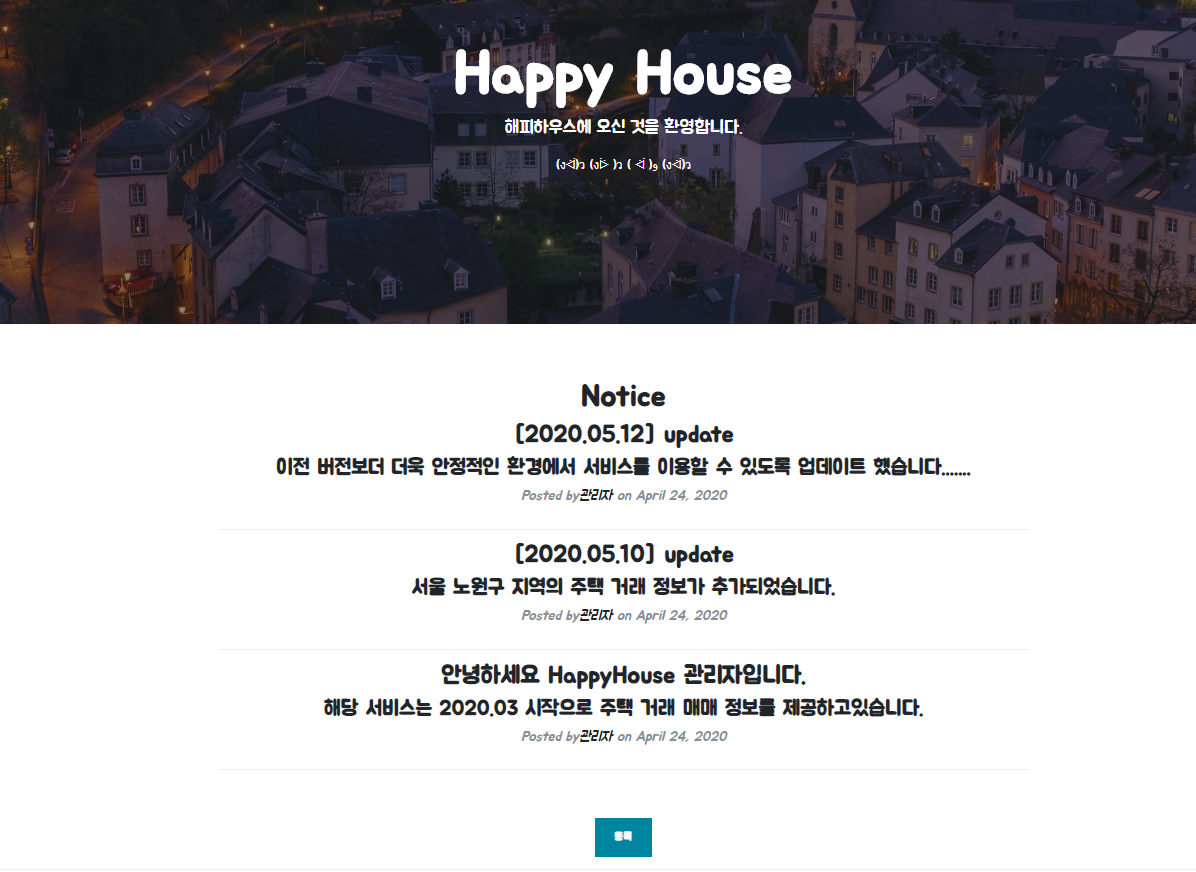 Happy House
해피하우스에 오신 것을 환영합니다.
(ง ᐛ)ว (ง ᐖ )ว ( ᐛ )و (ง ᐛ)ว
Notice
[2020.05.12] update
이전 버전보더 더욱 안정적인 환경에서 서비스를 이용할 수 있도록 업데이트 했습니다.......
Posted by관리자 on April 24, 2020
[2020.05.10] update
서울 노원구 지역의 주택 거래 정보가 추가되었습니다.
Posted by관리자 on April 24, 2020
안녕하세요 HappyHouse 관리자입니다.
해당 서비스는 2020.03 시작으로 주택 거래 매매 정보를 제공하고있습니다.
Posted by관리자 on April 24, 2020
등록